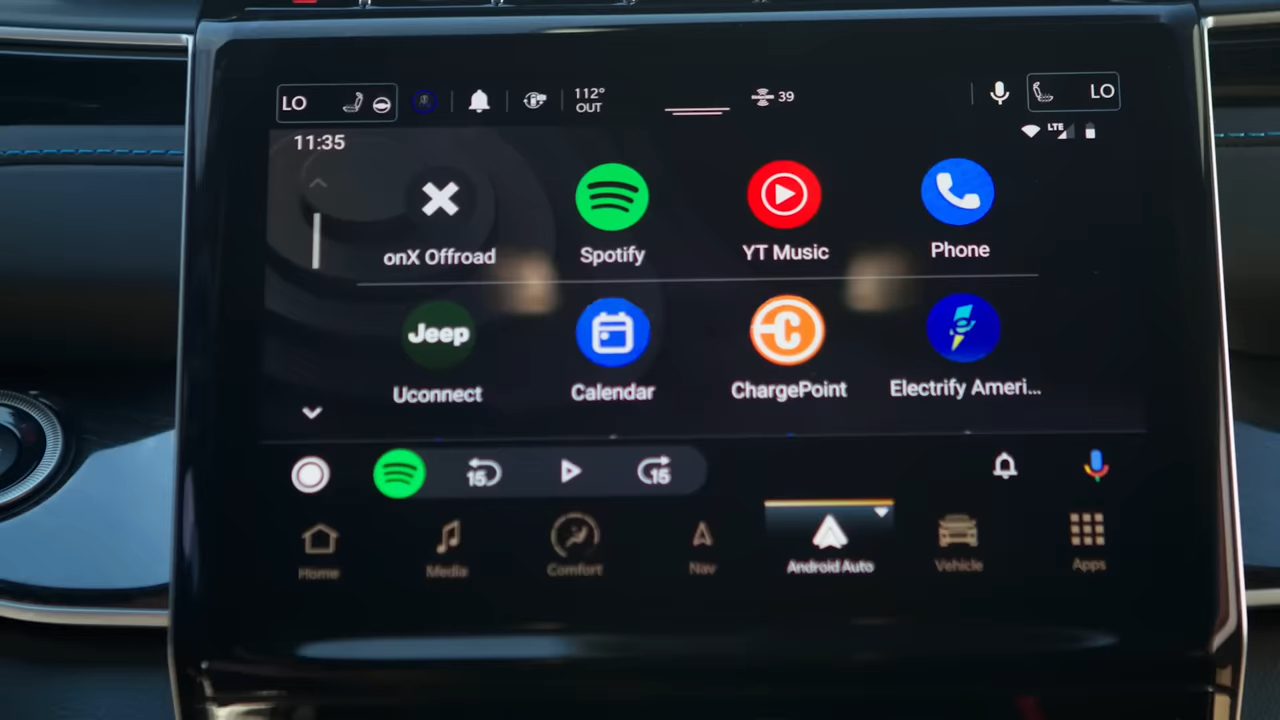 LO
112°
OUT
39
LO
11:35
LTE
onX Offroad
Spotify
YT Music
Phone
Jeep
C
Uconnect
Calendar
ChargePoint
Electrify Ameri...
15
15
Home
Media
Comfort
Nav
Android Auto
Vehicle
Apps